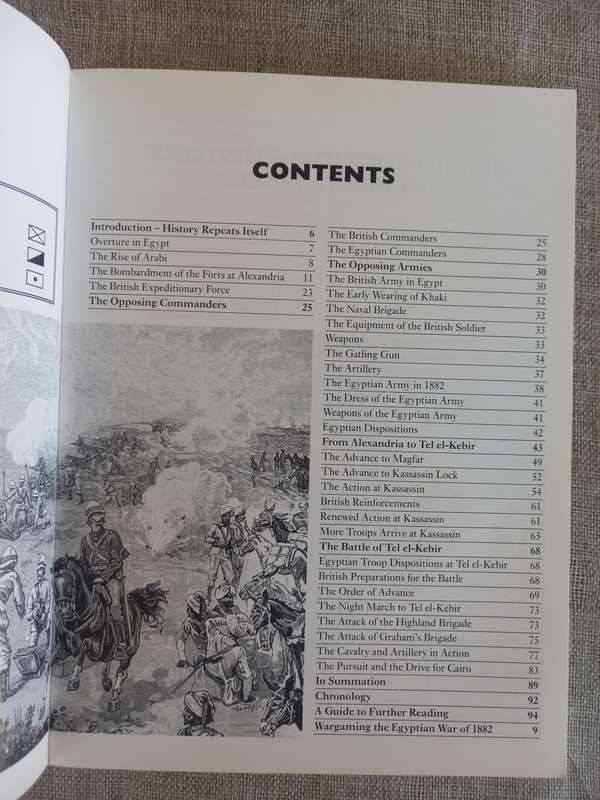 CONTENTS
Introduction – History Repeats Itself 6
Overture in Egypt 7
The Rise of Arabi 8
The Bombardment of the Forts at Alexandria 11
The British Expeditionary Force 23
The Opposing Commanders 25
The British Commanders 25
The Egyptian Commanders 28
The Opposing Armies 30
The British Army in Egypt 30
The Early Wearing of Khaki 32
The Naval Brigade 32
The Equipment of the British Soldier 33
Weapons 33
The Gatling Gun 34
The Artillery 37
The Egyptian Army in 1882 38
The Dress of the Egyptian Army 41
Weapons of the Egyptian Army 41
Egyptian Dispositions 42
From Alexandria to Tel el-Kebir 43
The Advance to Magfar 49
The Advance to Kassassin Lock 52
The Action at Kassassin 54
British Reinforcements 61
Renewed Action at Kassassin 61
More Troops Arrive at Kassassin 65
The Battle of Tel el-Kebir 68
Egyptian Troop Dispositions at Tel el-Kebir 68
British Preparations for the Battle 68
The Order of Advance 69
The Night March to Tel el-Kebir 73
The Attack of the Highland Brigade 73
The Attack of Graham's Brigade 75
The Cavalry and Artillery in Action 77
The Pursuit and the Drive for Cairo 83
In Summation 89
Chronology 92
A Guide to Further Reading 94
Wargaming the Egyptian War of 1882 9